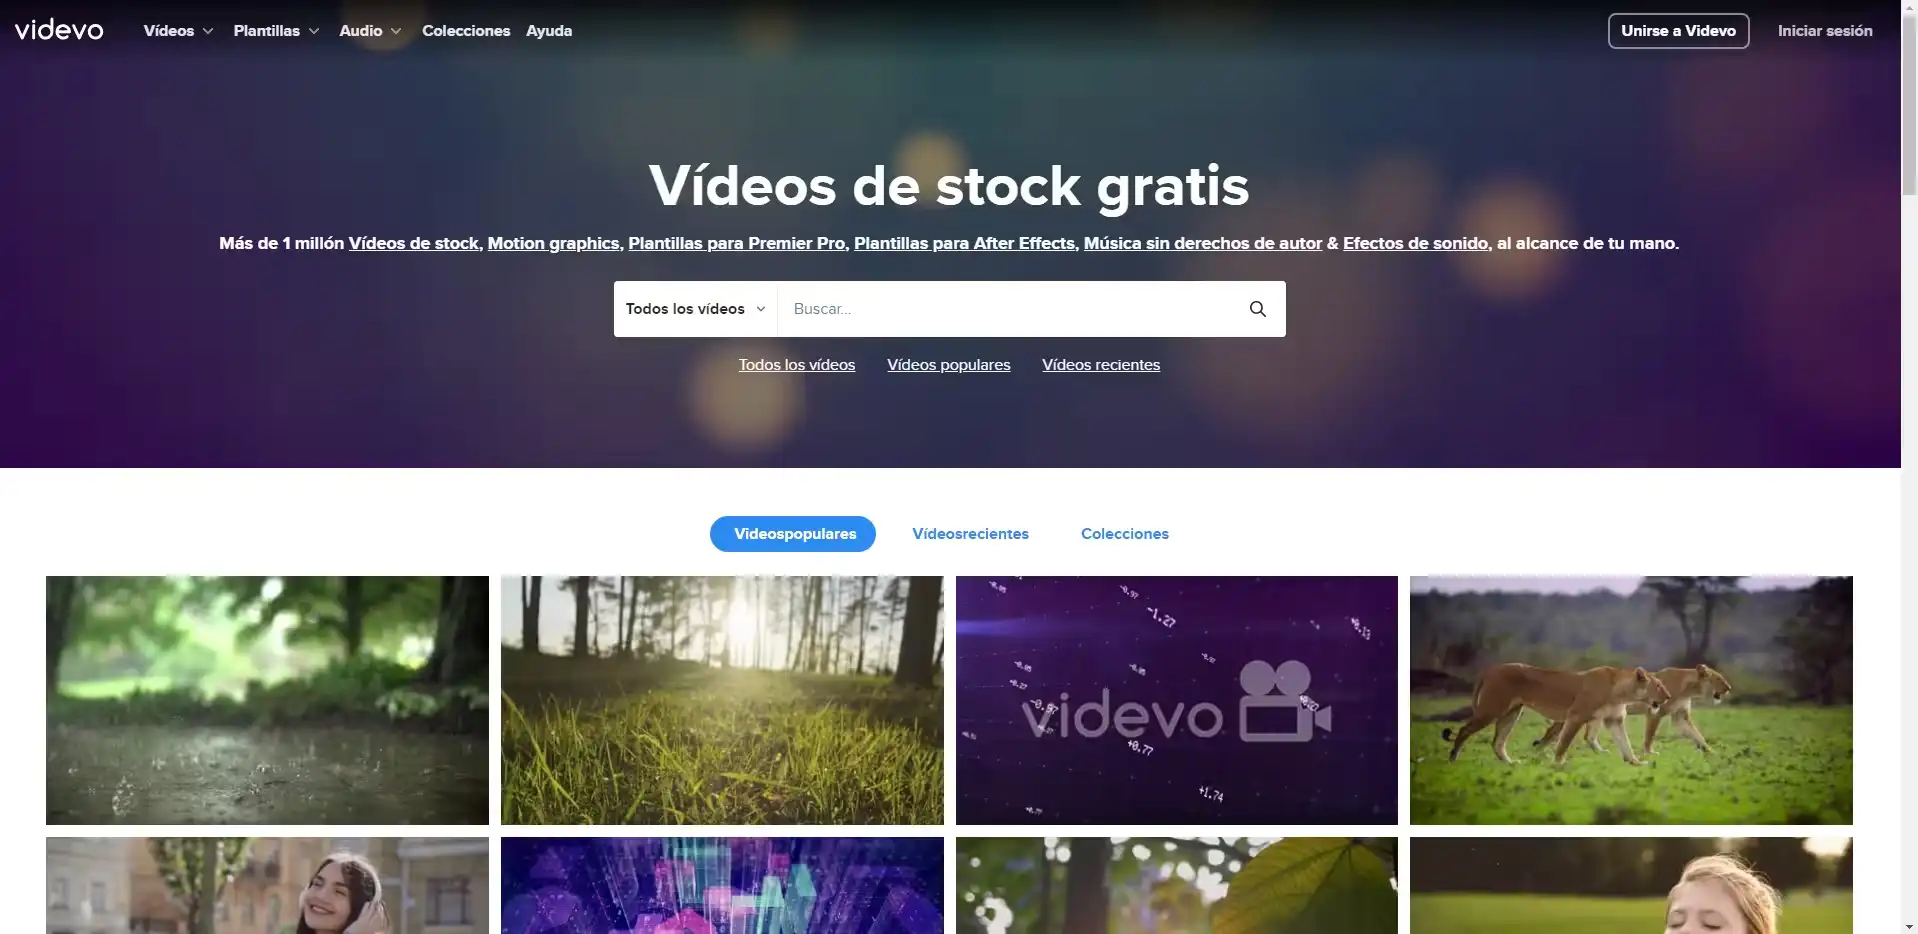 videvo
Vídeos Plantillas Audio Colecciones Ayuda Unirse a Videvo Iniciar sesión
Vídeos de stock gratis
Más de 1 millón Vídeos de stock, Motion graphics, Plantillas para Premier Pro, Plantillas para After Effects, Música sin derechos de autor & Efectos de sonido, al alcance de tu mano.
Todos los vídeos Buscar...
Todos los vídeos Vídeos populares Vídeos recientes
Videospopulares Vídeosrecientes Colecciones
-1.27
videvo
+0.77
+1.74